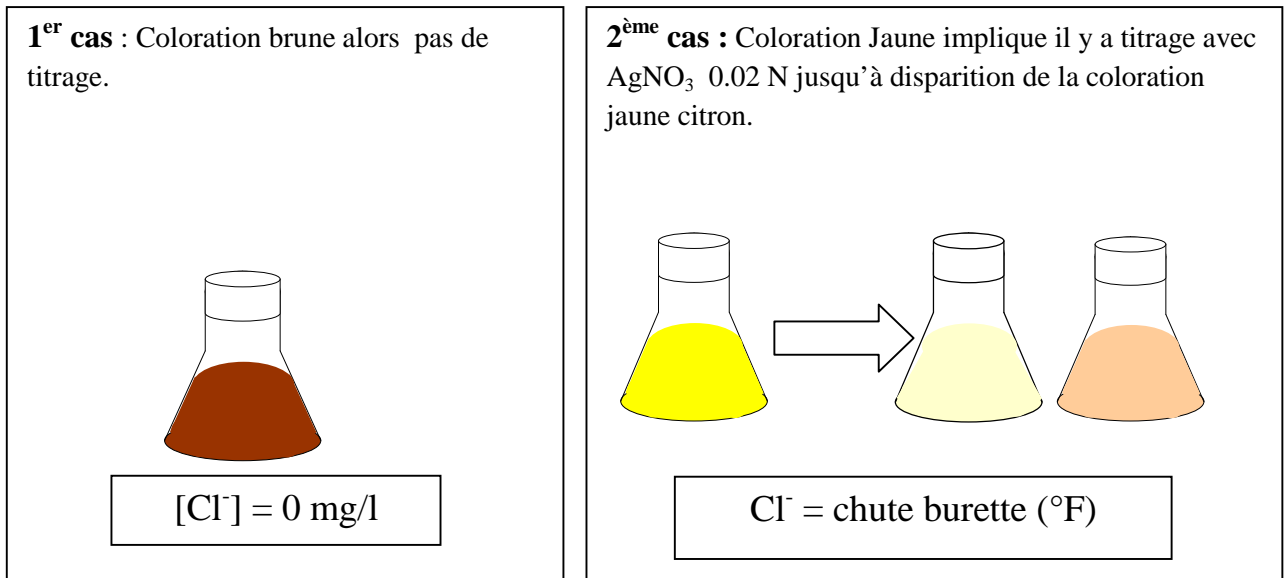 1er cas : Coloration brune alors pas de
titrage.
[Cl-] = 0 mg/l
2ème cas : Coloration Jaune implique il y a titrage avec
AgNO3 0.02 N jusqu’à disparition de la coloration
jaune citron.
Cl- = chute burette (°F)